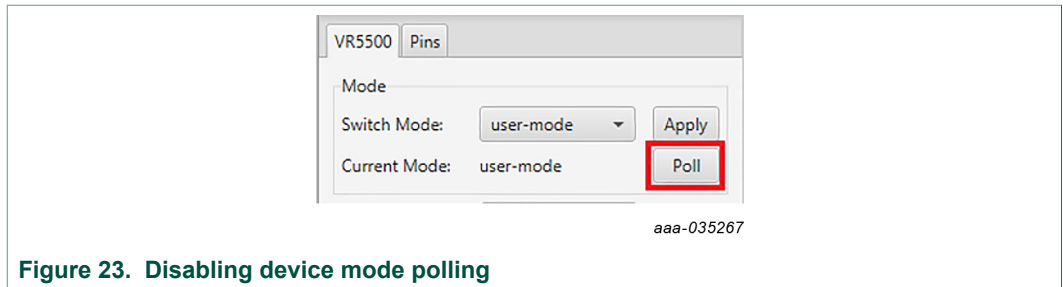 VR5500 Pins
Mode
Switch Mode: user-mode Apply
Current Mode: user-mode Poll
aaa-035267
Figure 23. Disabling device mode polling